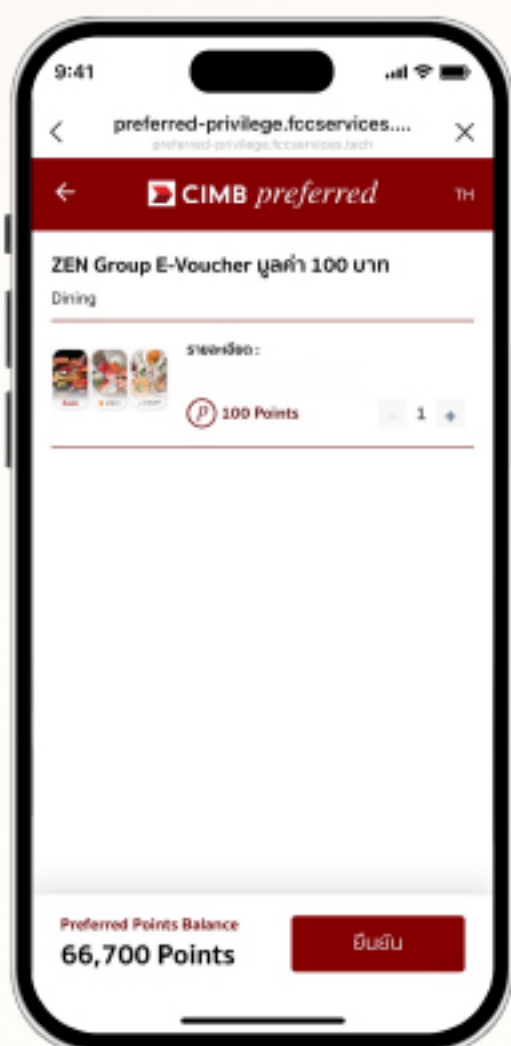 9:41
preferred-privilege.fccservices....
preferred-privilege.fccservices.tech
CIMB preferred
TH
ZEN Group E-Voucher มูลค่า 100 บาท
Dining
รายละเอียด :
P 100 Points
- 1 +
Preferred Points Balance
66,700 Points
ยืนยัน